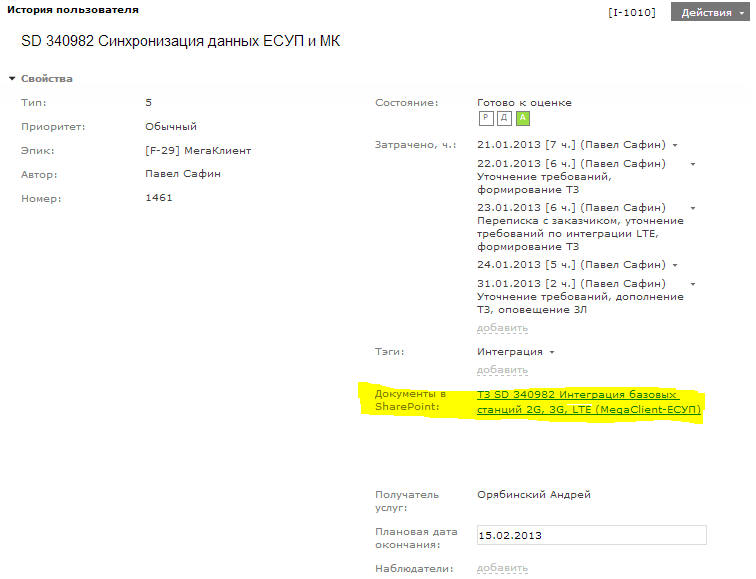 История пользователя
[I-1010]
Действия
SD 340982 Синхронизация данных ЕСУП и МК
Свойства
Тип: 5
Приоритет: Обычный
Эпик: [F-29] МегаКлиент
Автор: Павел Сафин
Номер: 1461
Состояние: Готово к оценке
Р Д А
Затрачено, ч.: 21.01.2013 [7 ч.] (Павел Сафин)
22.01.2013 [6 ч.] (Павел Сафин)
Уточнение требований,
формирование ТЗ
23.01.2013 [6 ч.] (Павел Сафин)
Переписка с заказчиком, уточнение
требований по интеграции LTE,
формирование ТЗ
24.01.2013 [5 ч.] (Павел Сафин)
31.01.2013 [2 ч.] (Павел Сафин)
Уточнение требований, дополнение
ТЗ, оповещение ЗЛ
добавить
Тэги: Интеграция
добавить
Документы в
SharePoint:
ТЗ SD 340982 Интеграция базовых
станций 2G, 3G, LTE (MegaClient-ЕСУП)
Получатель
услуг:
Орябинский Андрей
Плановая дата
окончания:
15.02.2013
Наблюдатели: добавить